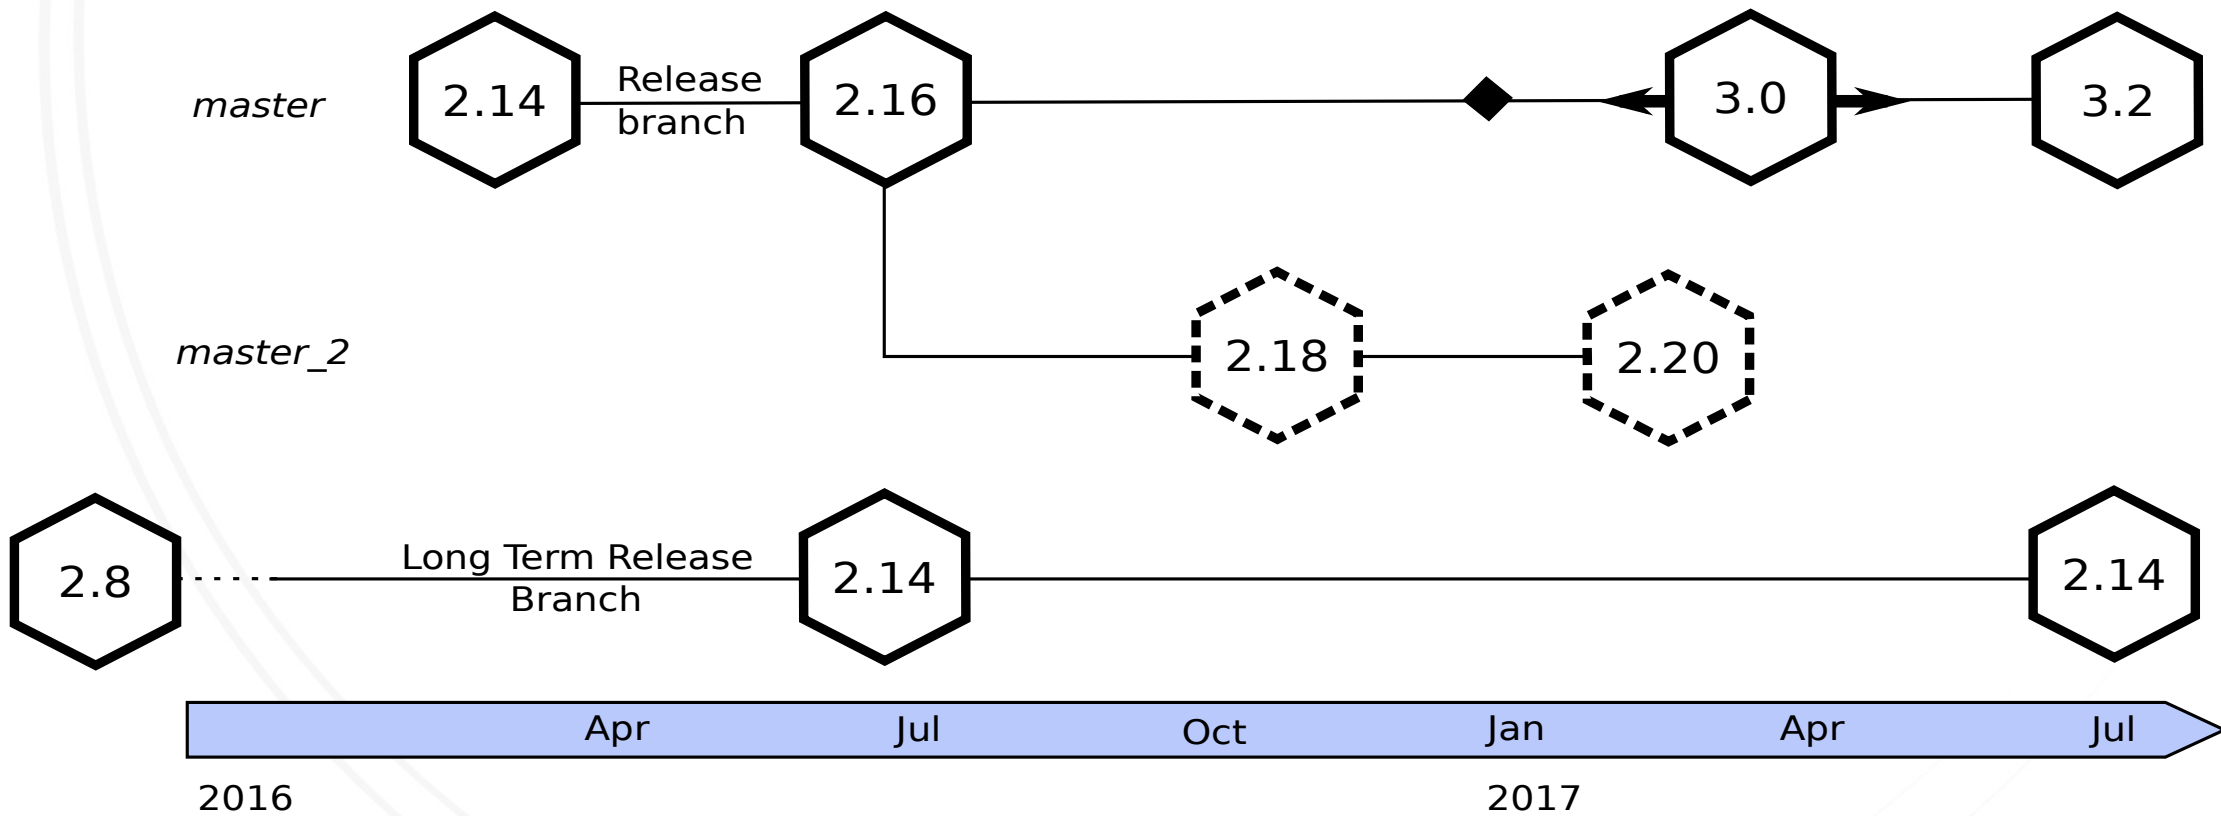 master
2.14
Release
branch
2.16
3.0
3.2
master_2
2.18
2.20
2.8
Long Term Release
Branch
2.14
2.14
Apr
Jul
Oct
Jan
Apr
Jul
2016
2017